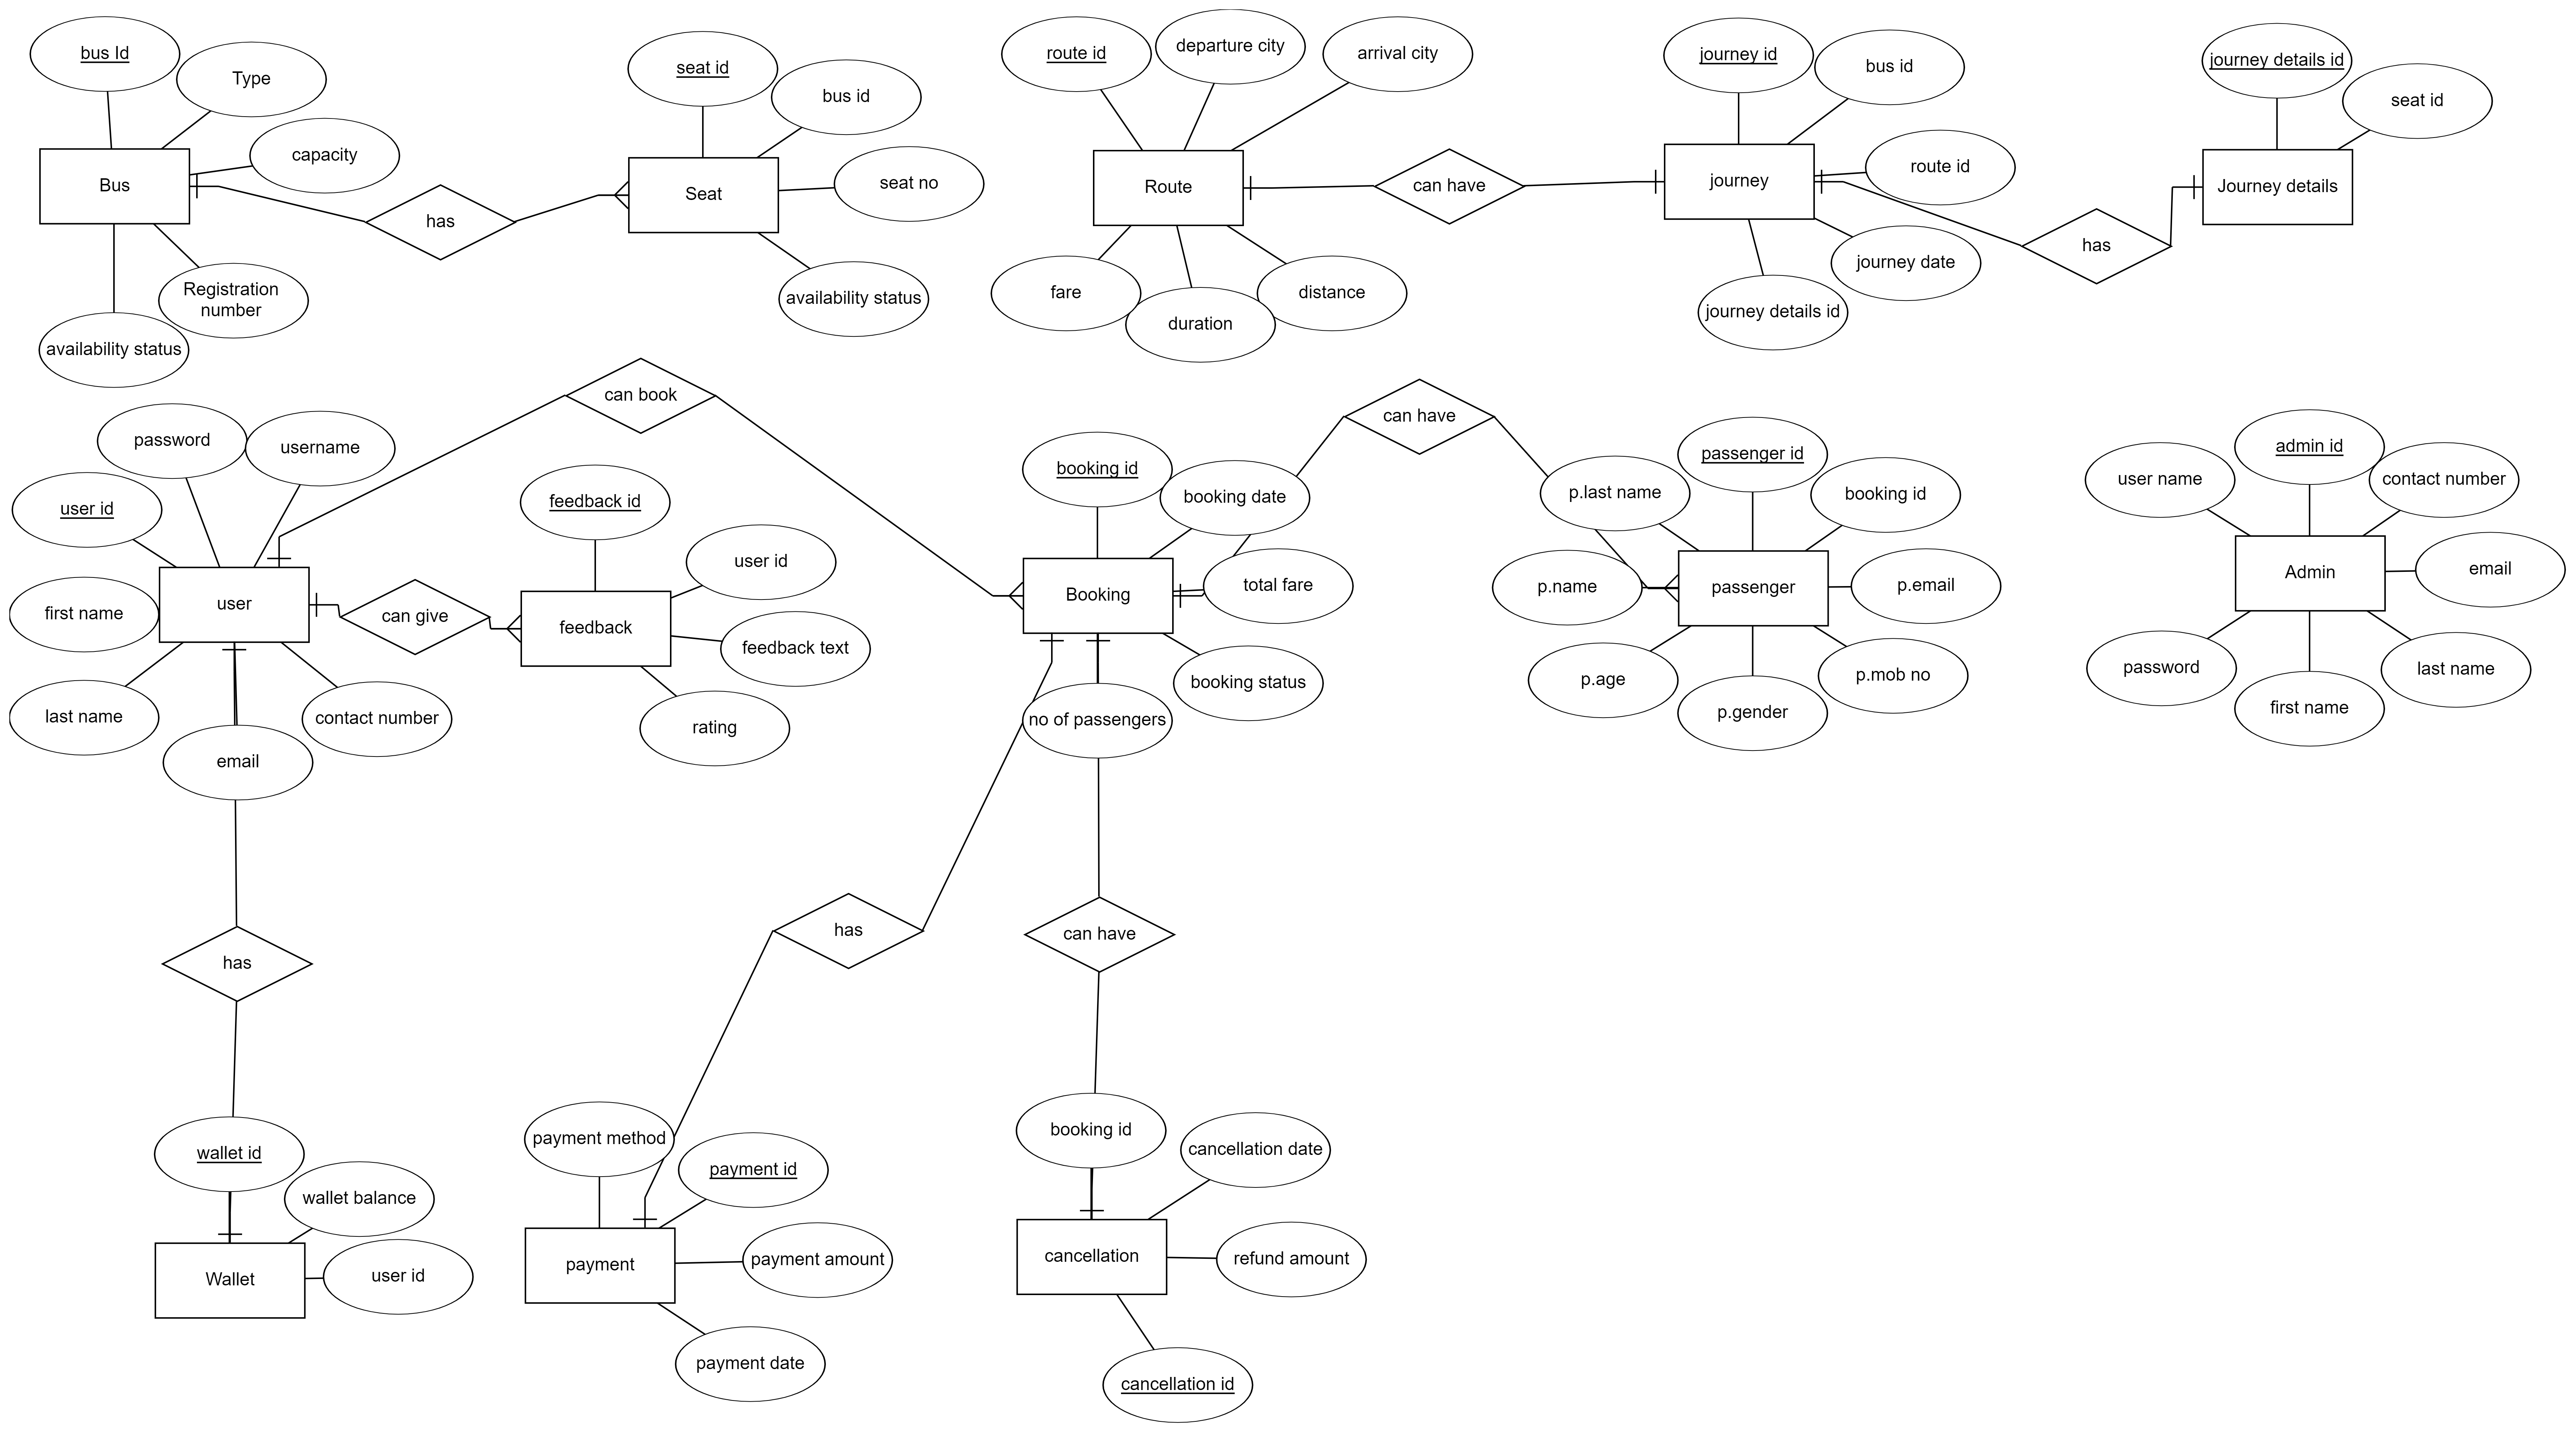 bus Id
Type
capacity
Bus
has
Registration
number
availability status
seat id
bus id
seat no
Seat
availability status
route id
departure city
arrival city
Route
can have
fare
duration
distance
journey id
bus id
route id
journey
journey date
journey details id
has
journey details id
seat id
Journey details
can book
password
username
user id
first name
user
last name
email
contact number
can give
feedback id
user id
feedback
feedback text
rating
booking id
booking date
can have
Booking
total fare
booking status
no of passengers
p.last name
passenger id
booking id
p.name
passenger
p.email
p.age
p.gender
p.mob no
user name
admin id
contact number
Admin
email
password
first name
last name
has
has
can have
wallet id
wallet balance
Wallet
user id
payment method
payment id
payment
payment amount
payment date
booking id
cancellation date
cancellation
refund amount
cancellation id